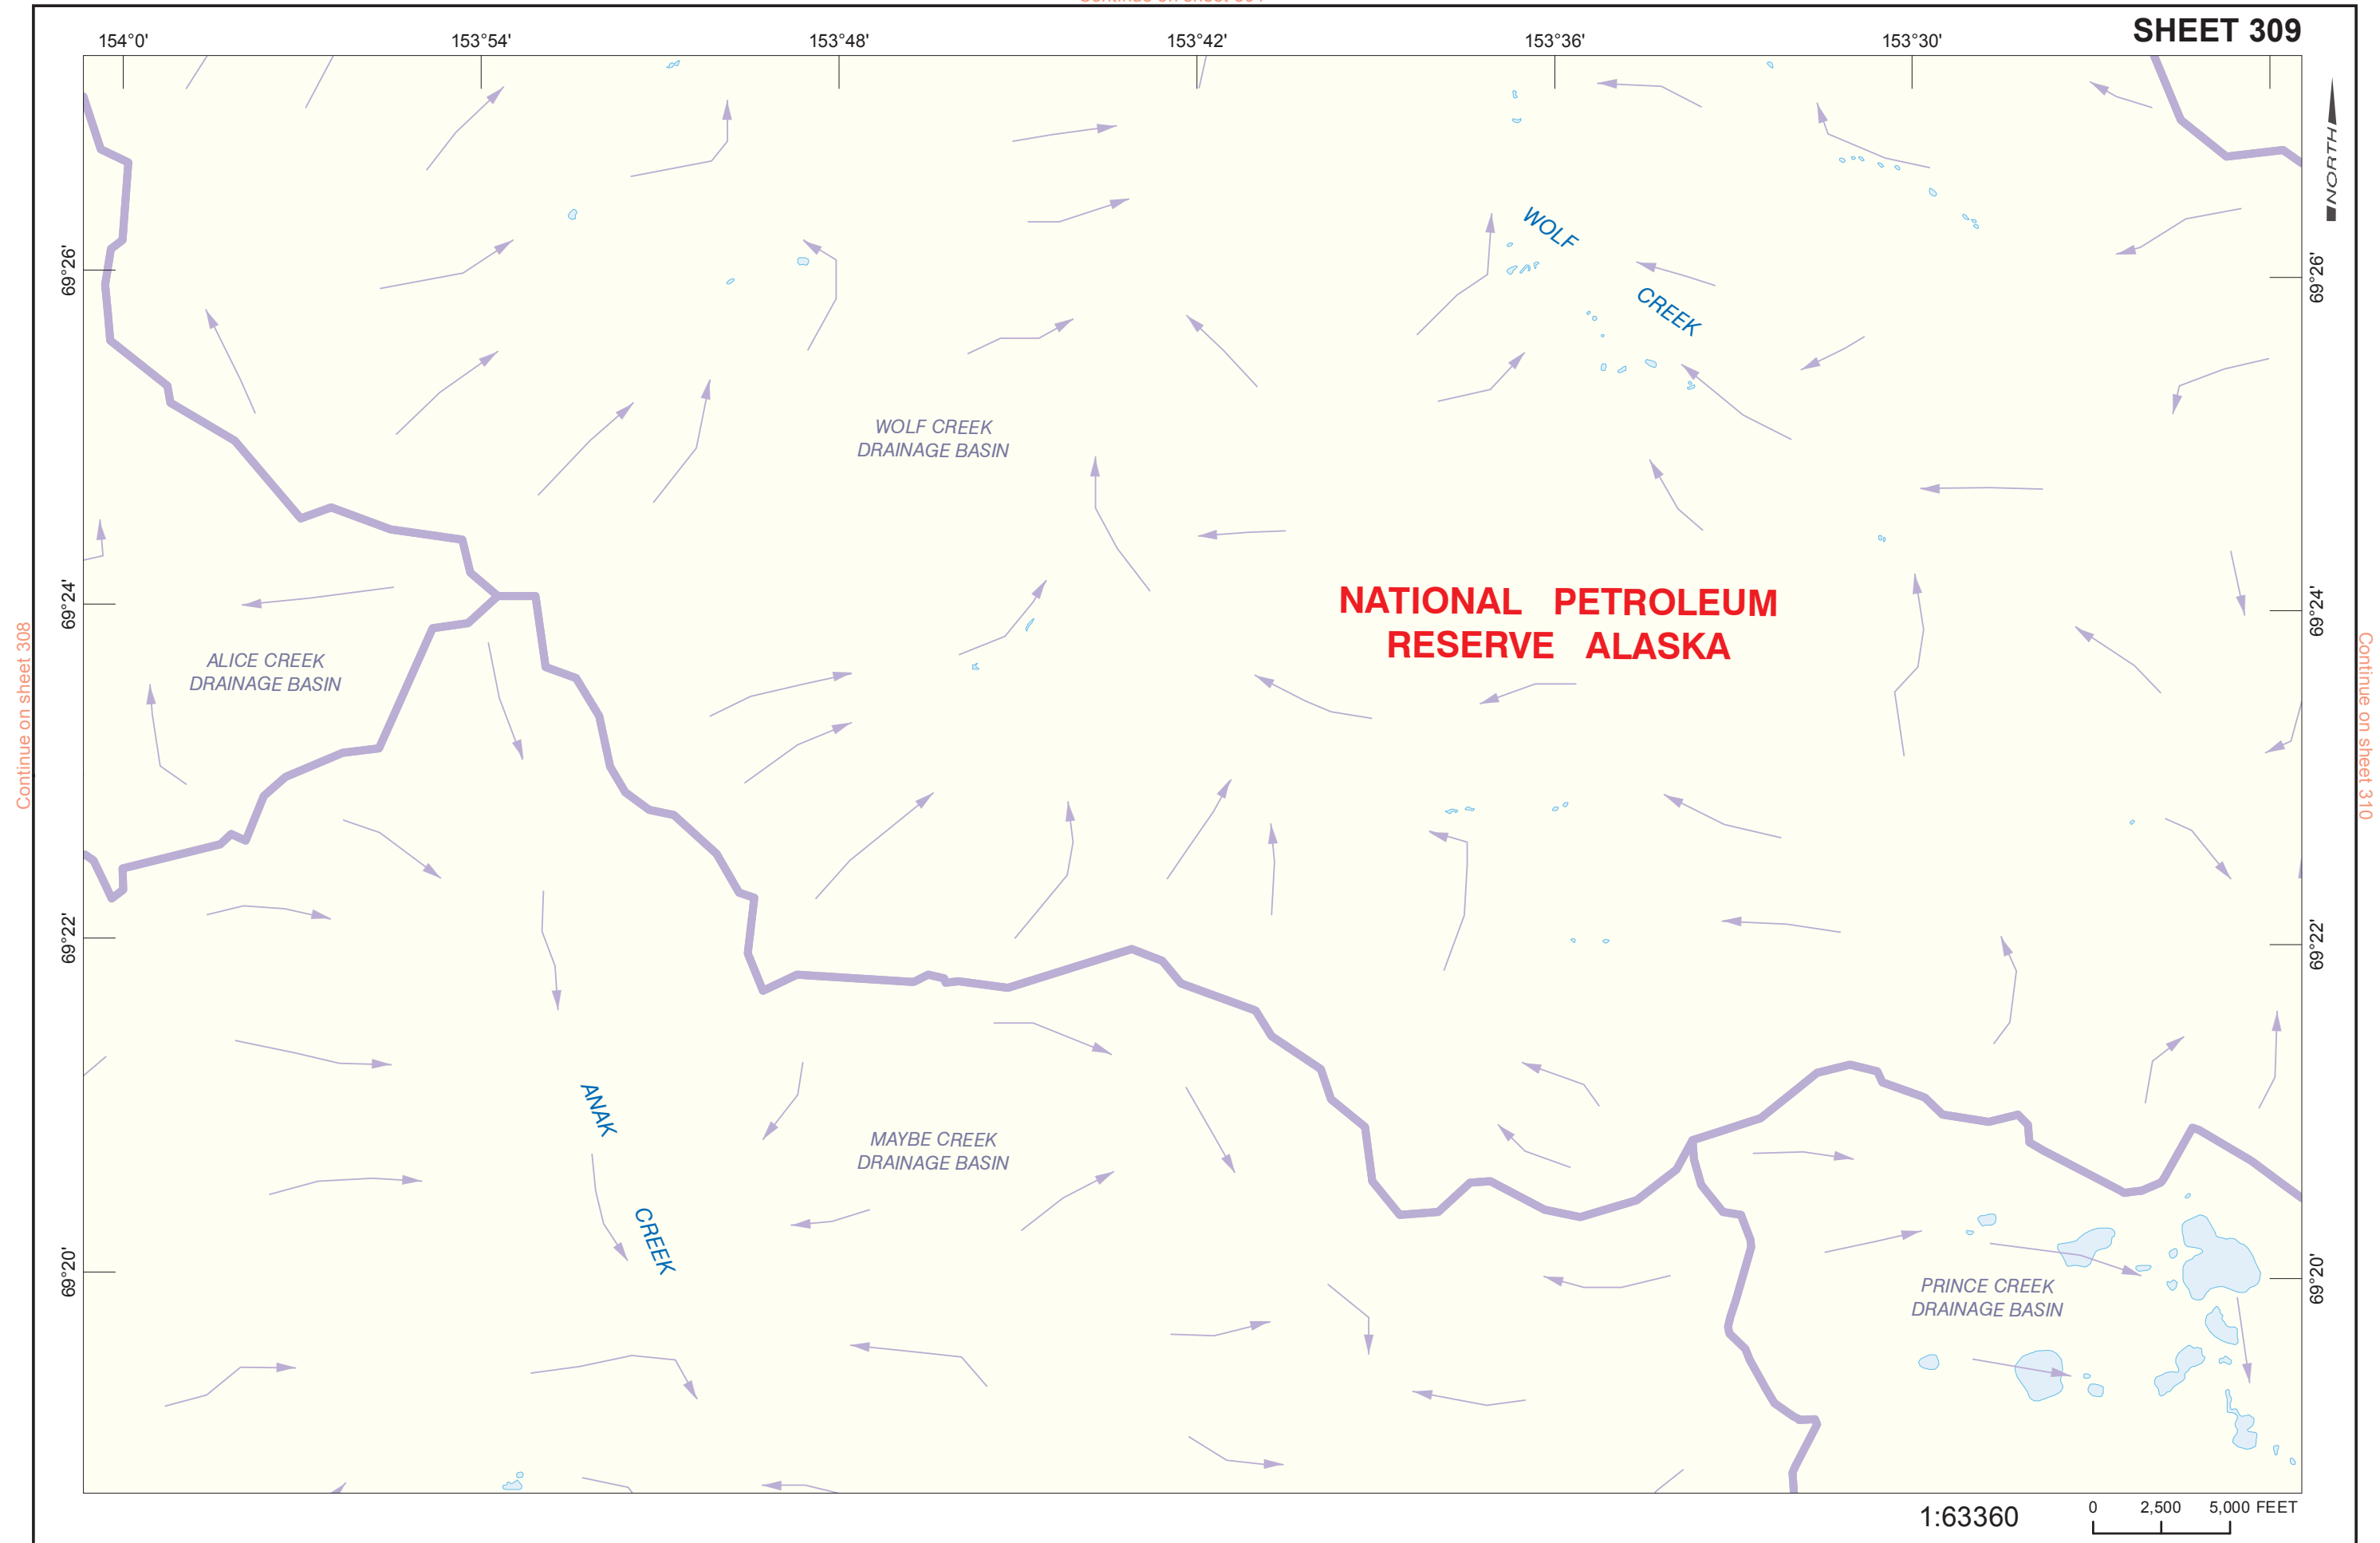 SHEET 309
154°0'
153°54'
153°48'
153°42'
153°36'
153°30'
NORTH
WOLF
CREEK
69°26'
69°26'
WOLF CREEK
DRAINAGE BASIN
69°24'
69°24'
NATIONAL PETROLEUM
RESERVE ALASKA
Continue on sheet 308
Continue on sheet 310
ALICE CREEK
DRAINAGE BASIN
69°22'
69°22'
ANAK
CREEK
MAYBE CREEK
DRAINAGE BASIN
69°20'
69°20'
PRINCE CREEK
DRAINAGE BASIN
1:63360
0 2,500 5,000 FEET